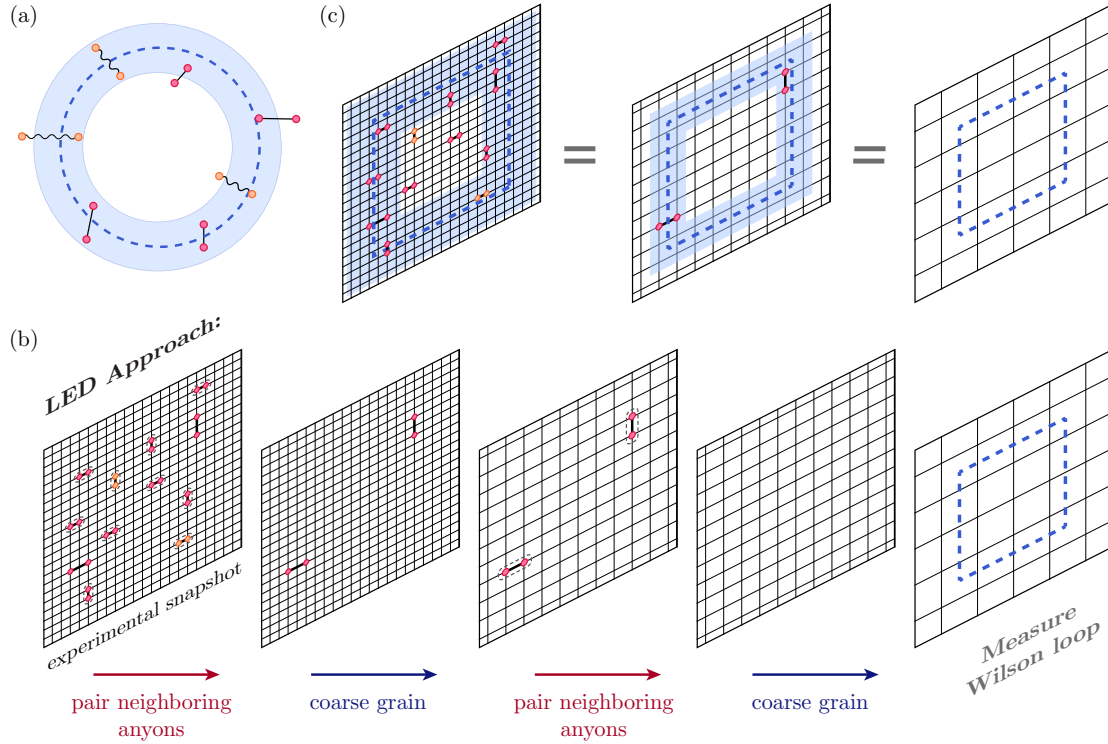 (a)
(c)
(b)
LED Approach:
experimental snapshot
Measure
Wilson loop
pair neighboring
anyons
coarse grain
pair neighboring
anyons
coarse grain